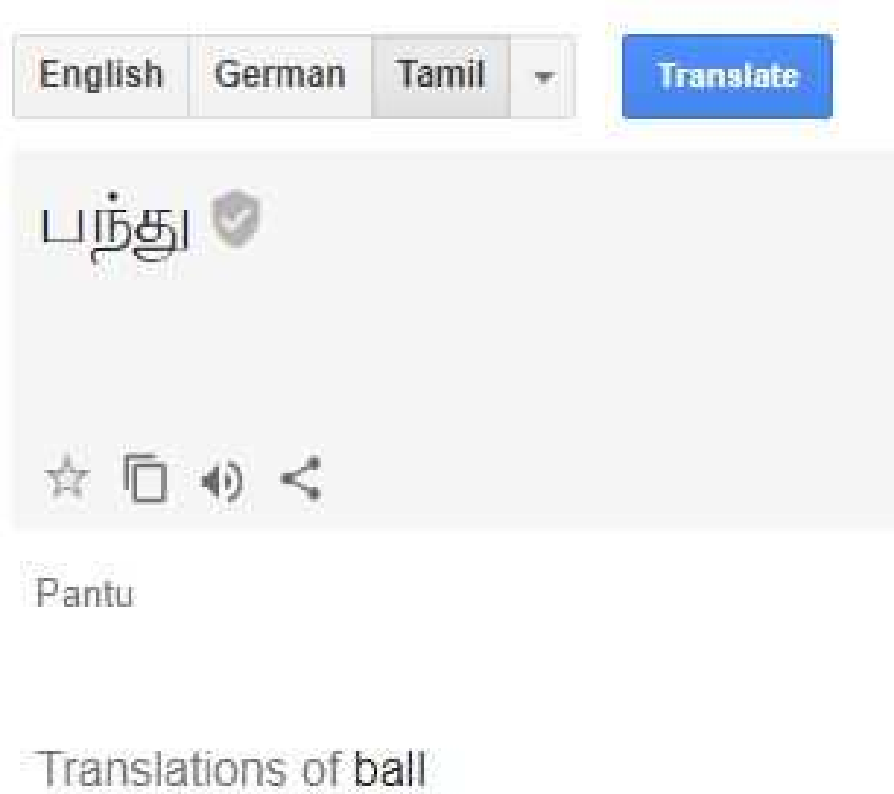 English German Tamil Translate
பந்து
Pantu
Translations of ball